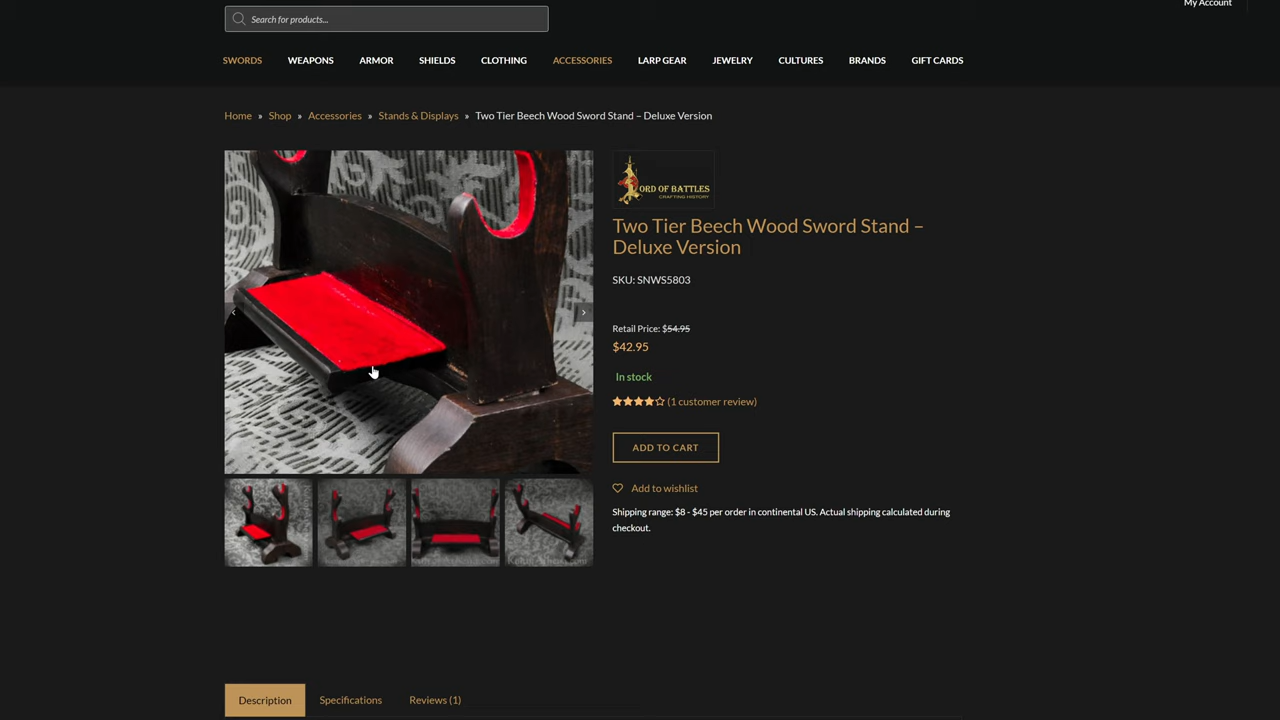 My Account
Search for products...
SWORDS WEAPONS ARMOR SHIELDS CLOTHING ACCESSORIES LARP GEAR JEWELRY CULTURES BRANDS GIFT CARDS
Home » Shop » Accessories » Stands & Displays » Two Tier Beech Wood Sword Stand – Deluxe Version
ORD OF BATTLES
CRAFTING HISTORY
Two Tier Beech Wood Sword Stand –
Deluxe Version
SKU: SNWS5803
Retail Price: $54.95
$42.95
In stock
(1 customer review)
ADD TO CART
Add to wishlist
Shipping range: $8 - $45 per order in continental US. Actual shipping calculated during
checkout.
Description Specifications Reviews (1)